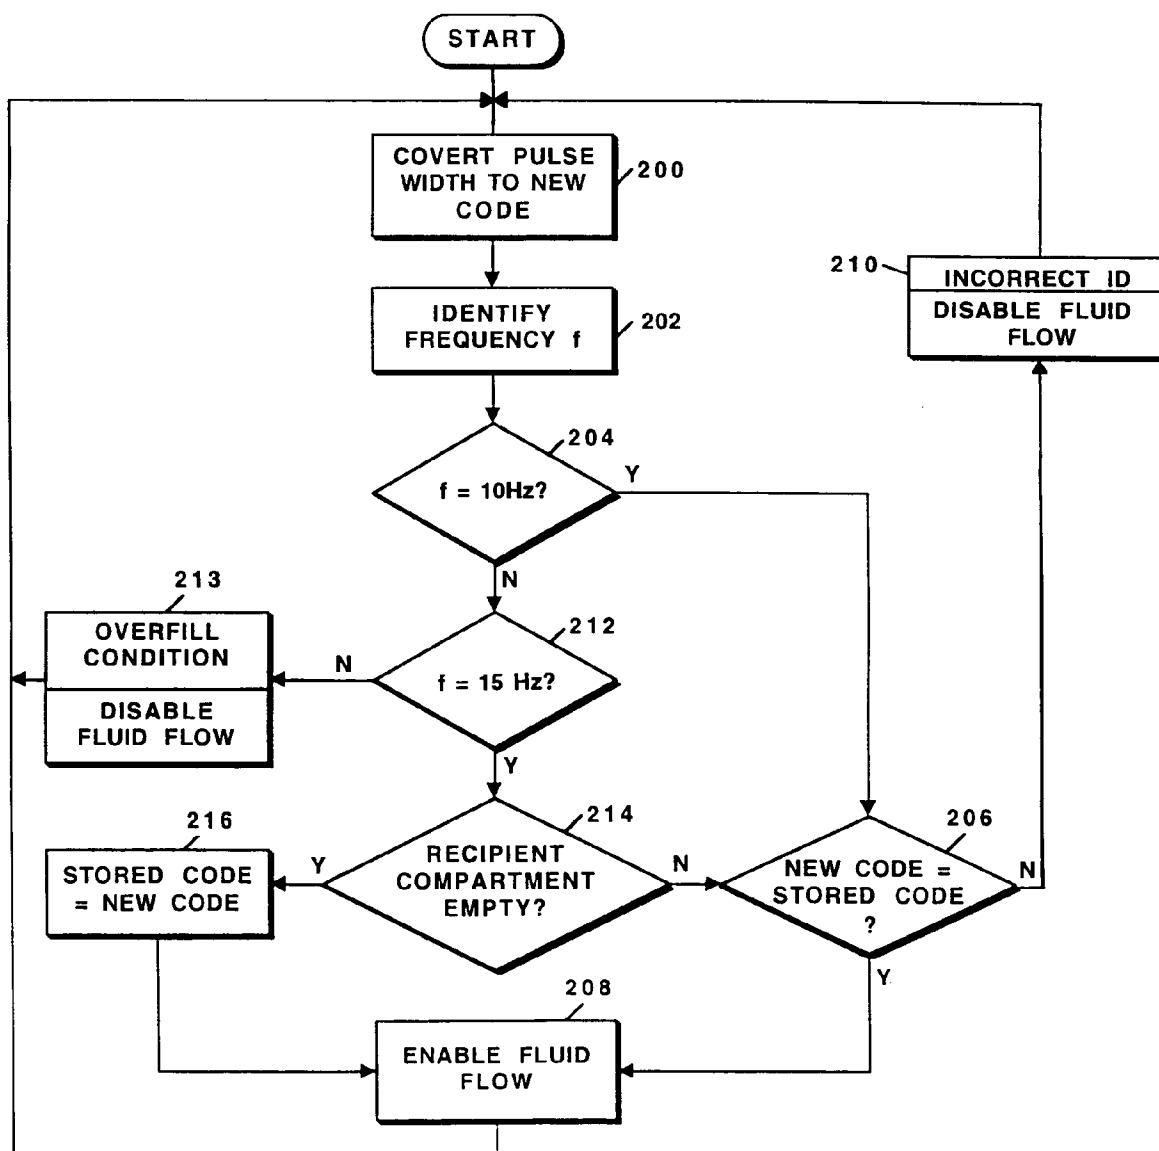 START
COVERT PULSE
WIDTH TO NEW
CODE
200
IDENTIFY
FREQUENCY f
202
210
INCORRECT ID
DISABLE FLUID
FLOW
204
f = 10Hz?
Y
N
213
OVERFILL
CONDITION
DISABLE
FLUID FLOW
N
212
f = 15 Hz?
Y
216
STORED CODE
= NEW CODE
Y
214
RECIPIENT
COMPARTMENT
EMPTY?
N
206
NEW CODE =
STORED CODE
?
N
Y
208
ENABLE FLUID
FLOW